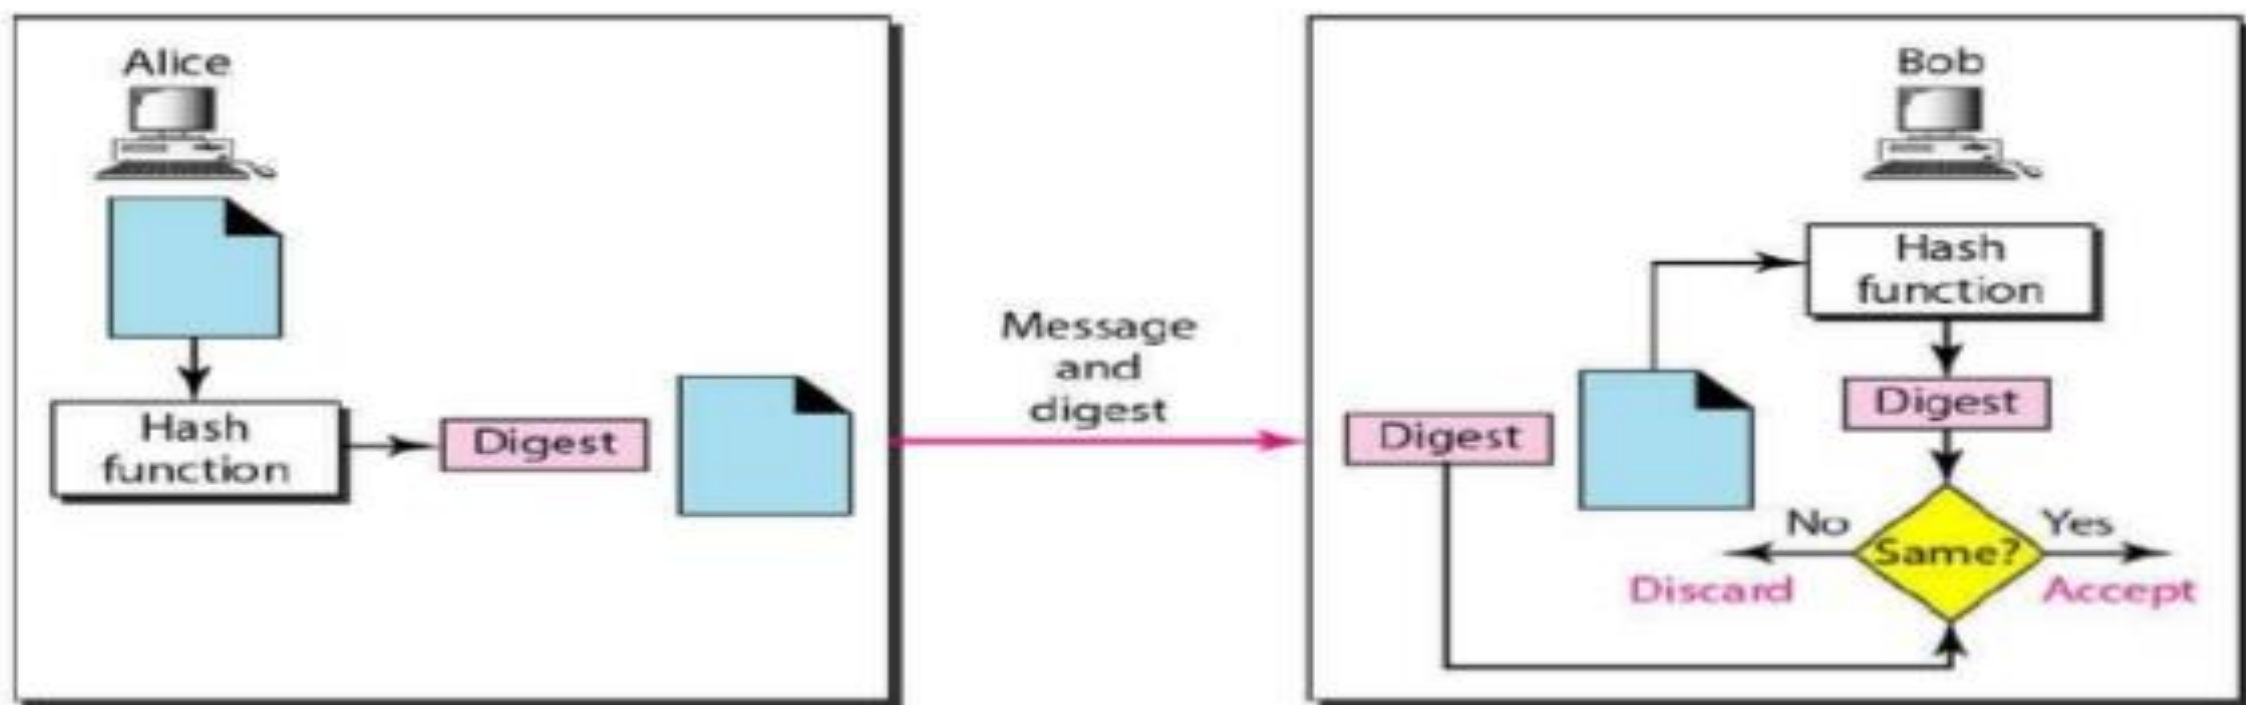 Alice
Hash
function
Digest
Message
and
digest
Bob
Hash
function
Digest
Digest
Same?
No
Discard
Yes
Accept